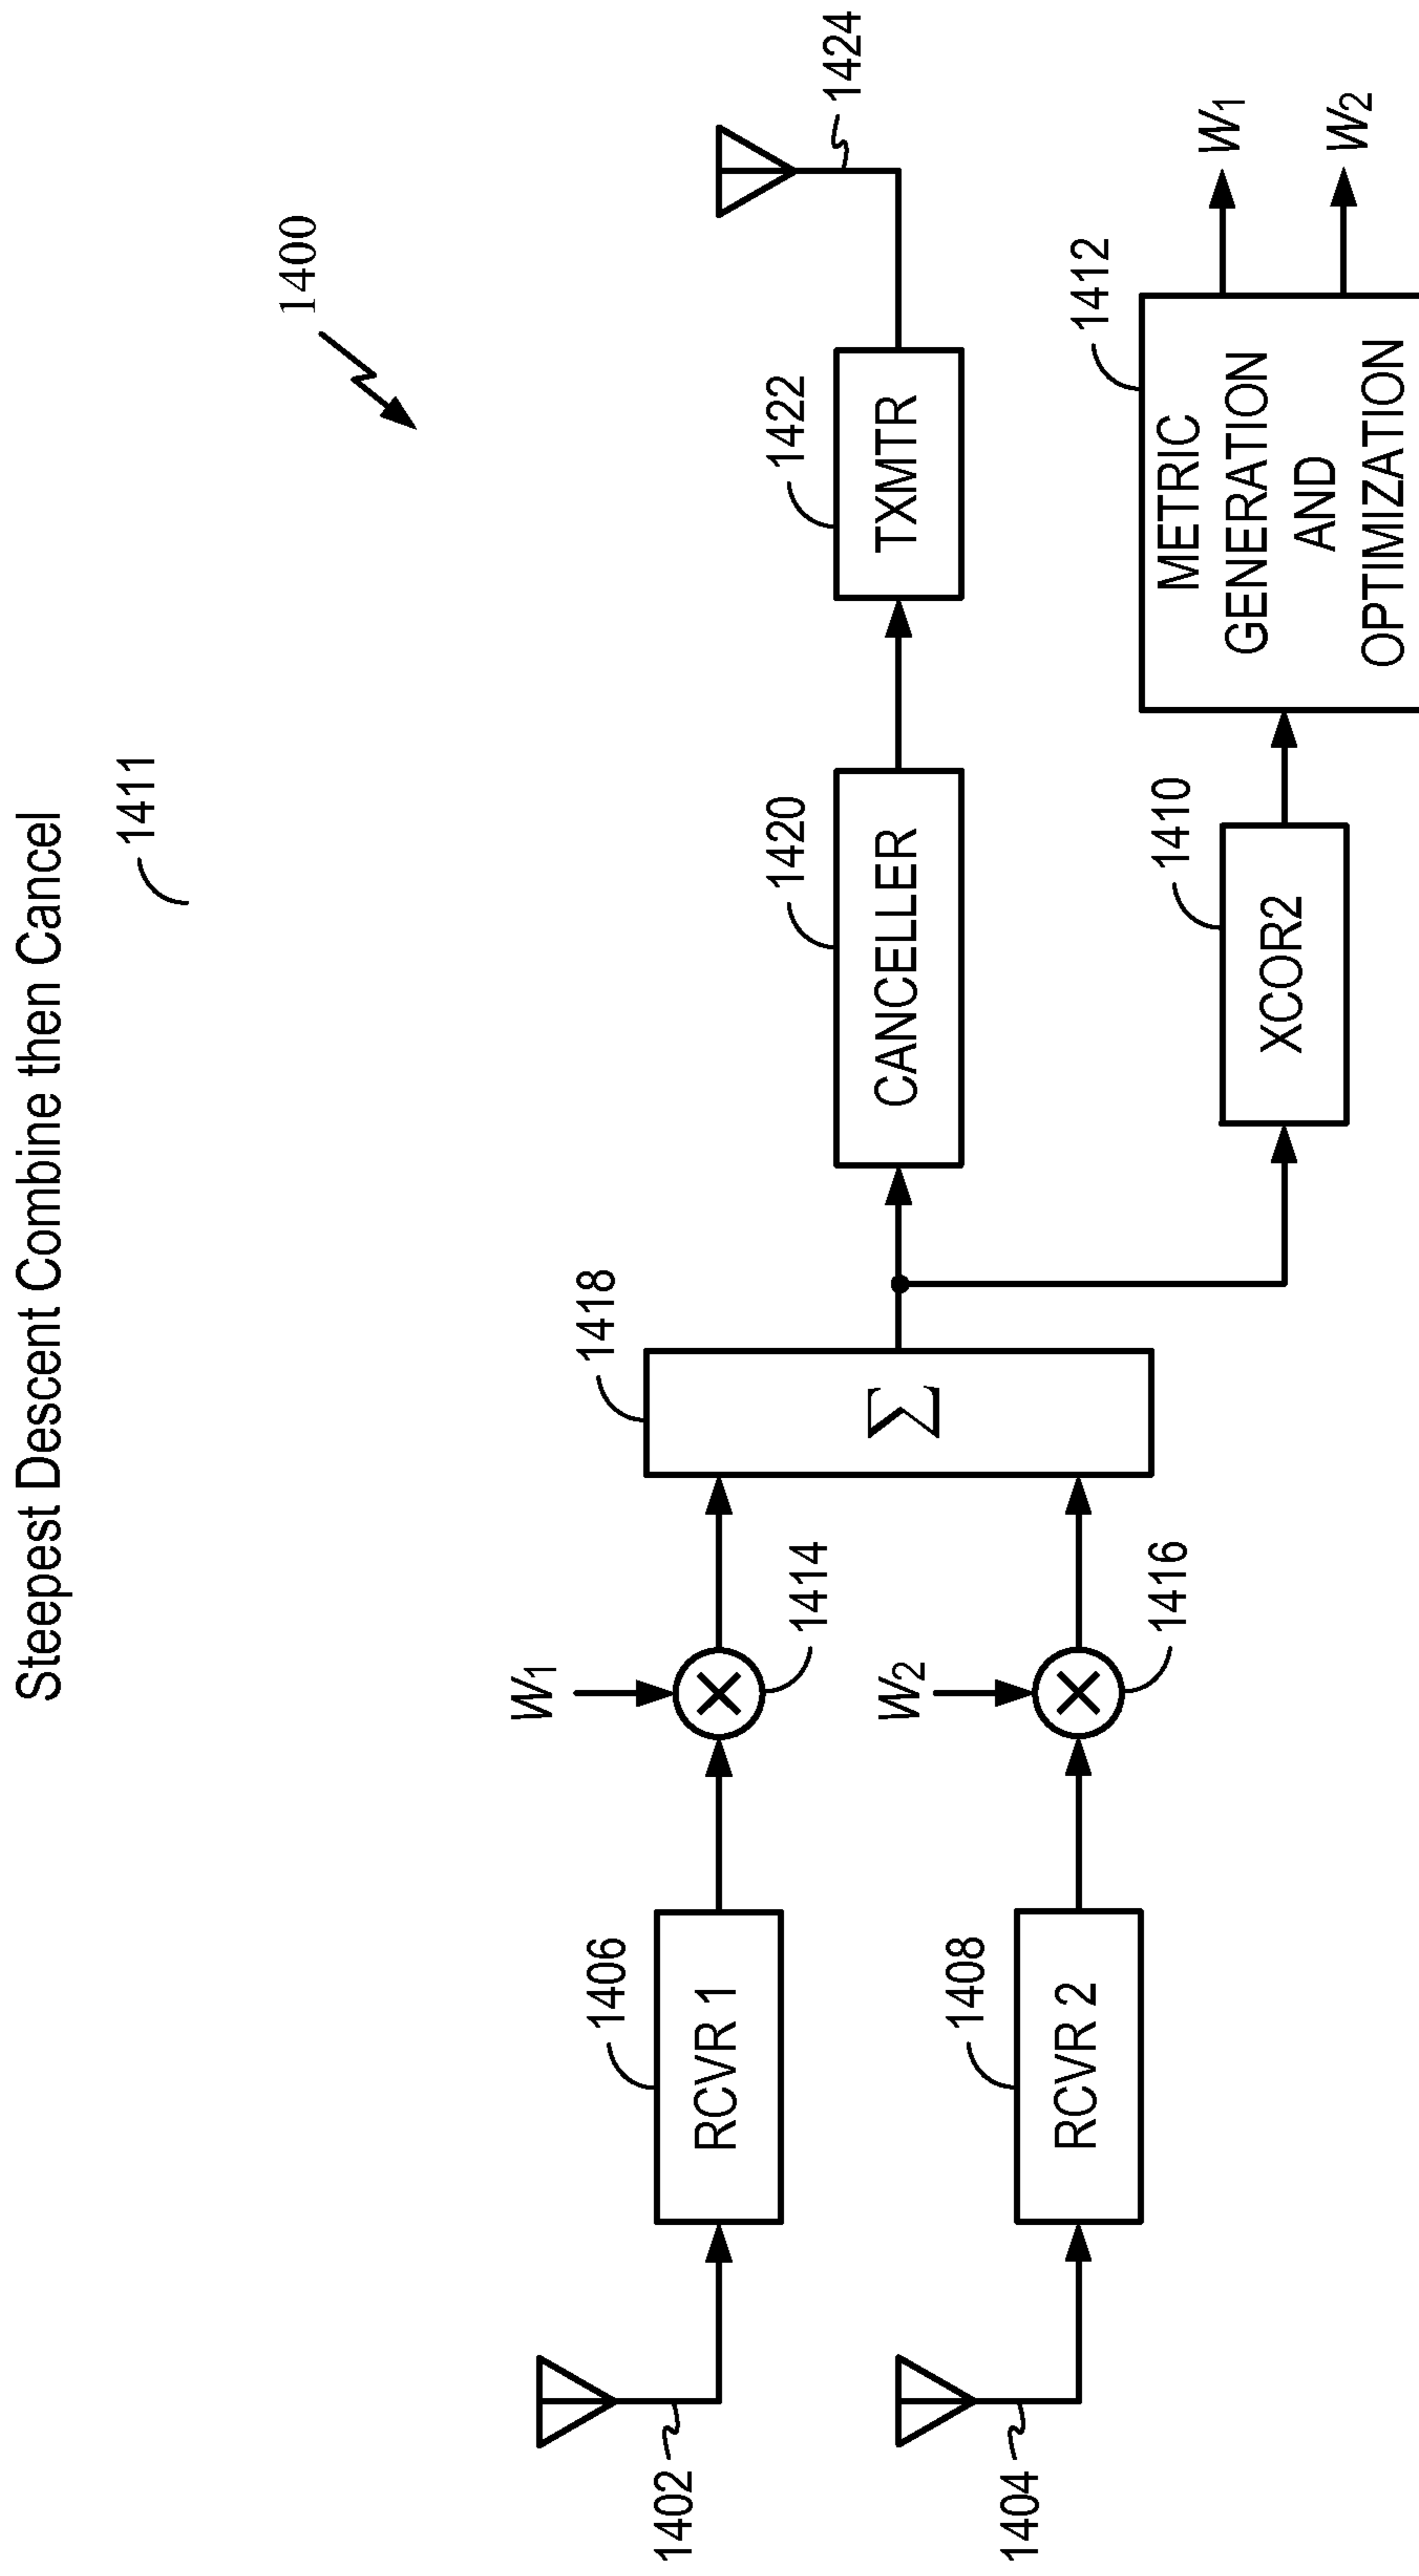 Steepest Descent Combine then Cancel
1411
1400
1402
1406
RCVR 1
W1
1414
1418
Σ
1420
CANCELLER
1422
TXMTR
1424
1404
1408
RCVR 2
W2
1416
1410
XCOR2
1412
METRIC
GENERATION
AND
OPTIMIZATION
W1
W2